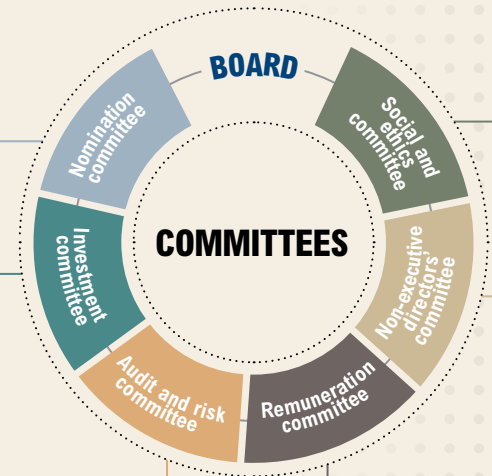 BOARD
Social and
ethics
committee
Non-executive
directors'
committee
Remuneration
committee
Audit and risk
committee
Investment
committee
Nomination
committee
COMMITTEES